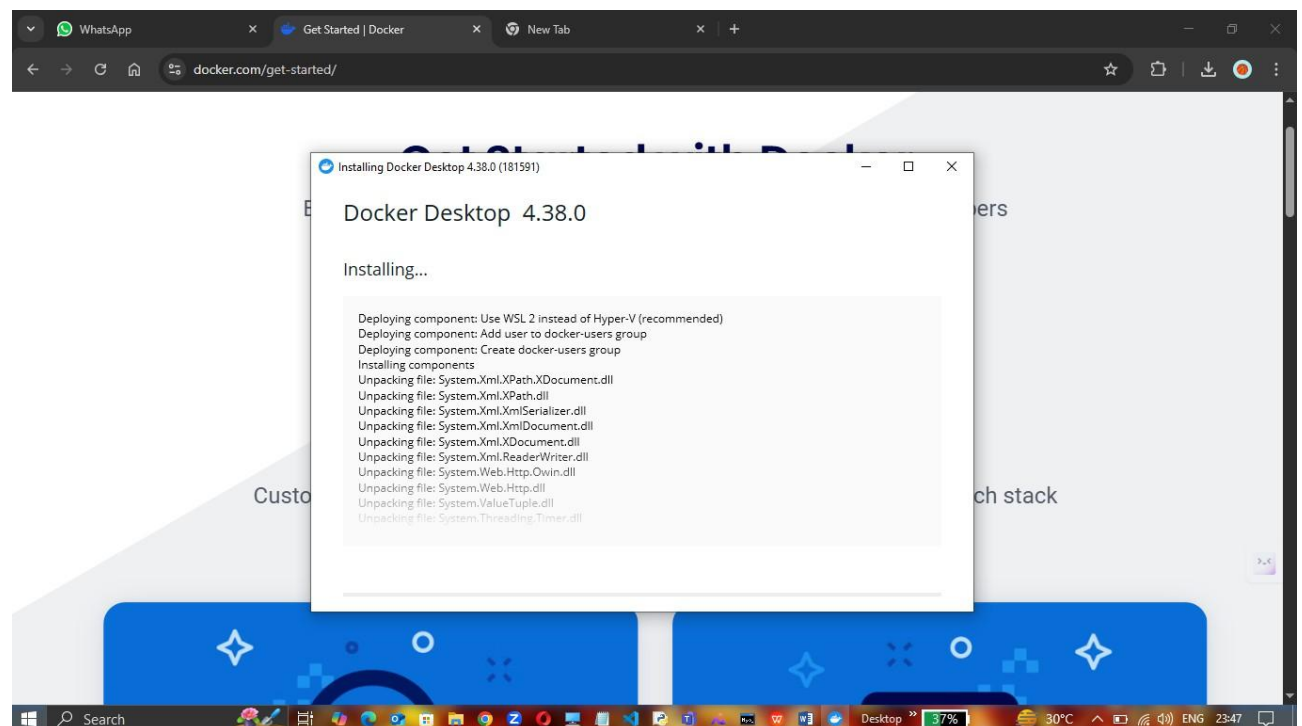 WhatsApp
Get Started | Docker
New Tab
docker.com/get-started/
Installing Docker Desktop 4.38.0 (181591)
Docker Desktop 4.38.0
ers
Installing...
Deploying component: Use WSL 2 instead of Hyper-V (recommended)
Deploying component: Add user to docker-users group
Deploying component: Create docker-users group
Installing components
Unpacking file: System.Xml.XPath.XDocument.dll
Unpacking file: System.Xml.XPath.dll
Unpacking file: System.Xml.XmlSerializer.dll
Unpacking file: System.Xml.XmlDocument.dll
Unpacking file: System.Xml.XDocument.dll
Unpacking file: System.Xml.ReaderWriter.dll
Unpacking file: System.Web.Http.Owin.dll
Unpacking file: System.Web.Http.dll
Unpacking file: System.ValueTuple.dll
Unpacking file: System.Threading.Timer.dll
Custo
ch stack
Search
Desktop
37%
30°C
ENG
23:47